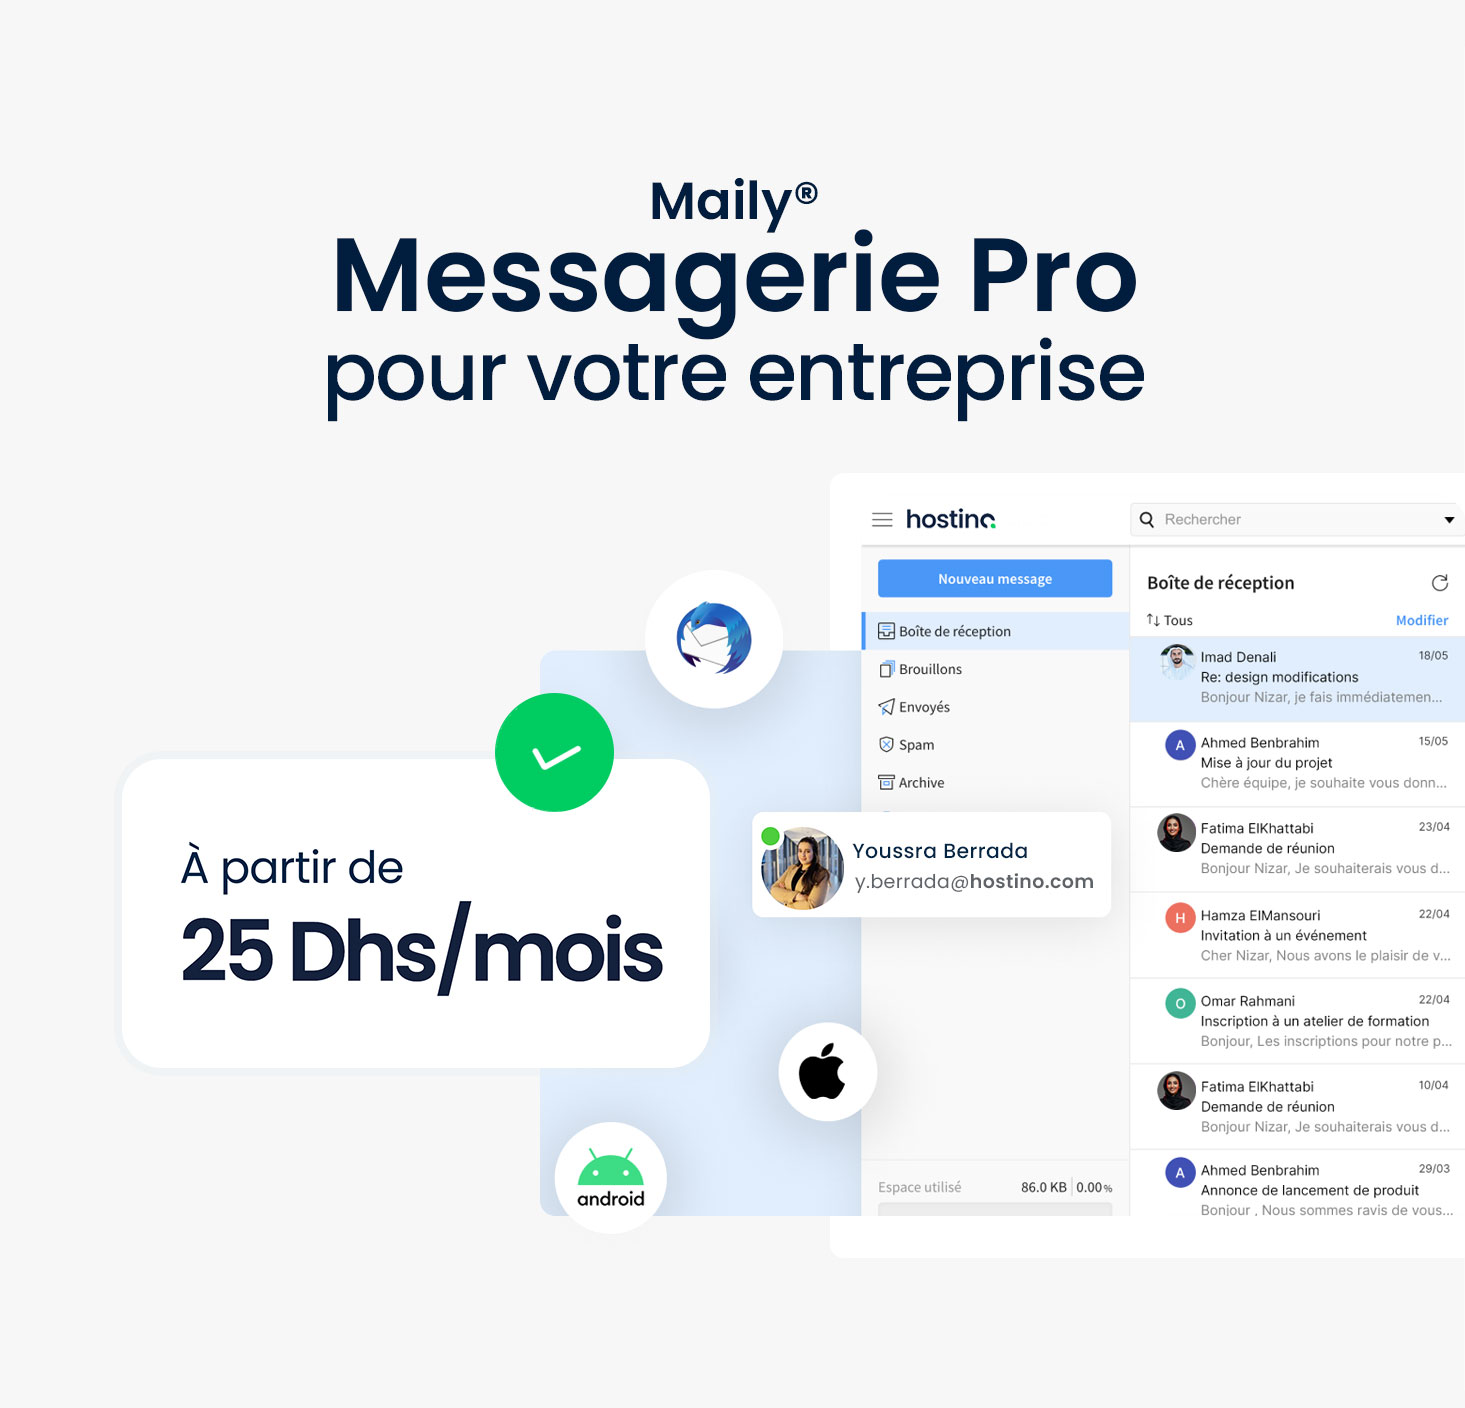 Maily®
Messagerie Pro
pour votre entreprise
hostino
Rechercher
Nouveau message
Boîte de réception
Brouillons
Envoyés
Spam
Archive
Boîte de réception
Tous
Modifier
Imad Denali 18/05
Re: design modifications
Bonjour Nizar, je fais immédiatemen...
Ahmed Benbrahim 15/05
Mise à jour du projet
Chère équipe, je souhaite vous donn...
Fatima ElKhattabi 23/04
Demande de réunion
Bonjour Nizar, Je souhaiterais vous d...
H Hamza ElMansouri 22/04
Invitation à un événement
Cher Nizar, Nous avons le plaisir de v...
O Omar Rahmani 22/04
Inscription à un atelier de formation
Bonjour, Les inscriptions pour notre p...
Fatima ElKhattabi 10/04
Demande de réunion
Bonjour Nizar, Je souhaiterais vous d...
A Ahmed Benbrahim 29/03
Annonce de lancement de produit
Bonjour , Nous sommes ravis de vous...
Youssra Berrada
y.berrada@hostino.com
À partir de
25 Dhs/mois
android
Espace utilisé 86.0 KB 0.00%